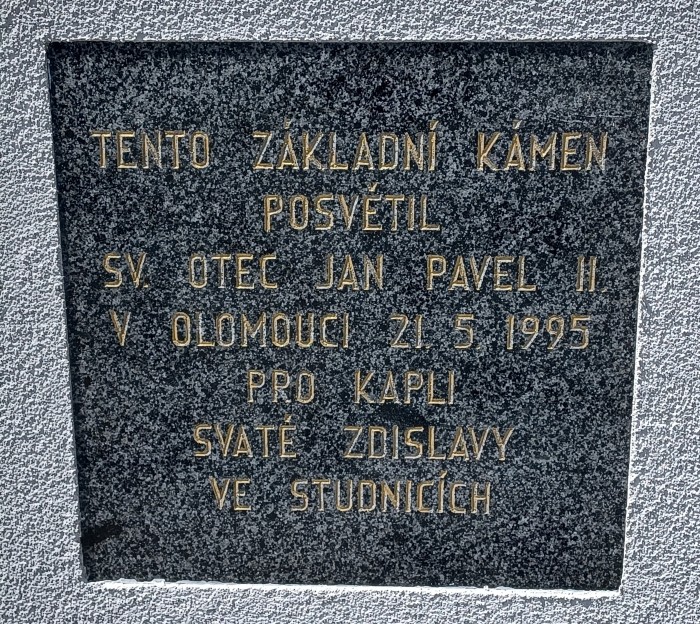 TENTO ZÁKLADNÍ KÁMEN
POSVĚTIL
SV. OTEC JAN PAVEL II.
V OLOMOUCI 21. 5. 1995
PRO KAPLI
SVATÉ ZDISLAVY
VE STUDNICÍCH